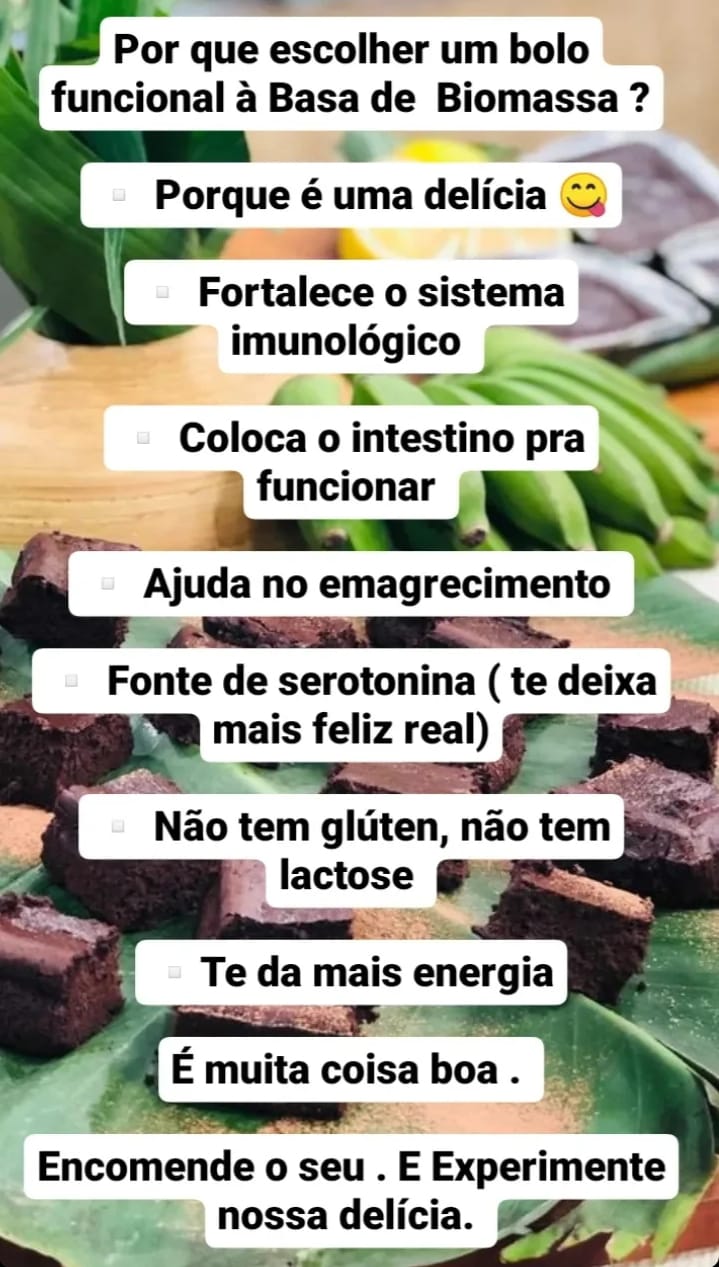 Por que escolher um bolo
funcional à Basa de Biomassa ?
▫️ Porque é uma delícia 😋
▫️ Fortalece o sistema
imunológico
▫️ Coloca o intestino pra
funcionar
▫️ Ajuda no emagrecimento
▫️ Fonte de serotonina ( te deixa
mais feliz real)
▫️ Não tem glúten, não tem
lactose
▫️ Te da mais energia
É muita coisa boa .
Encomende o seu . E Experimente
nossa delícia.